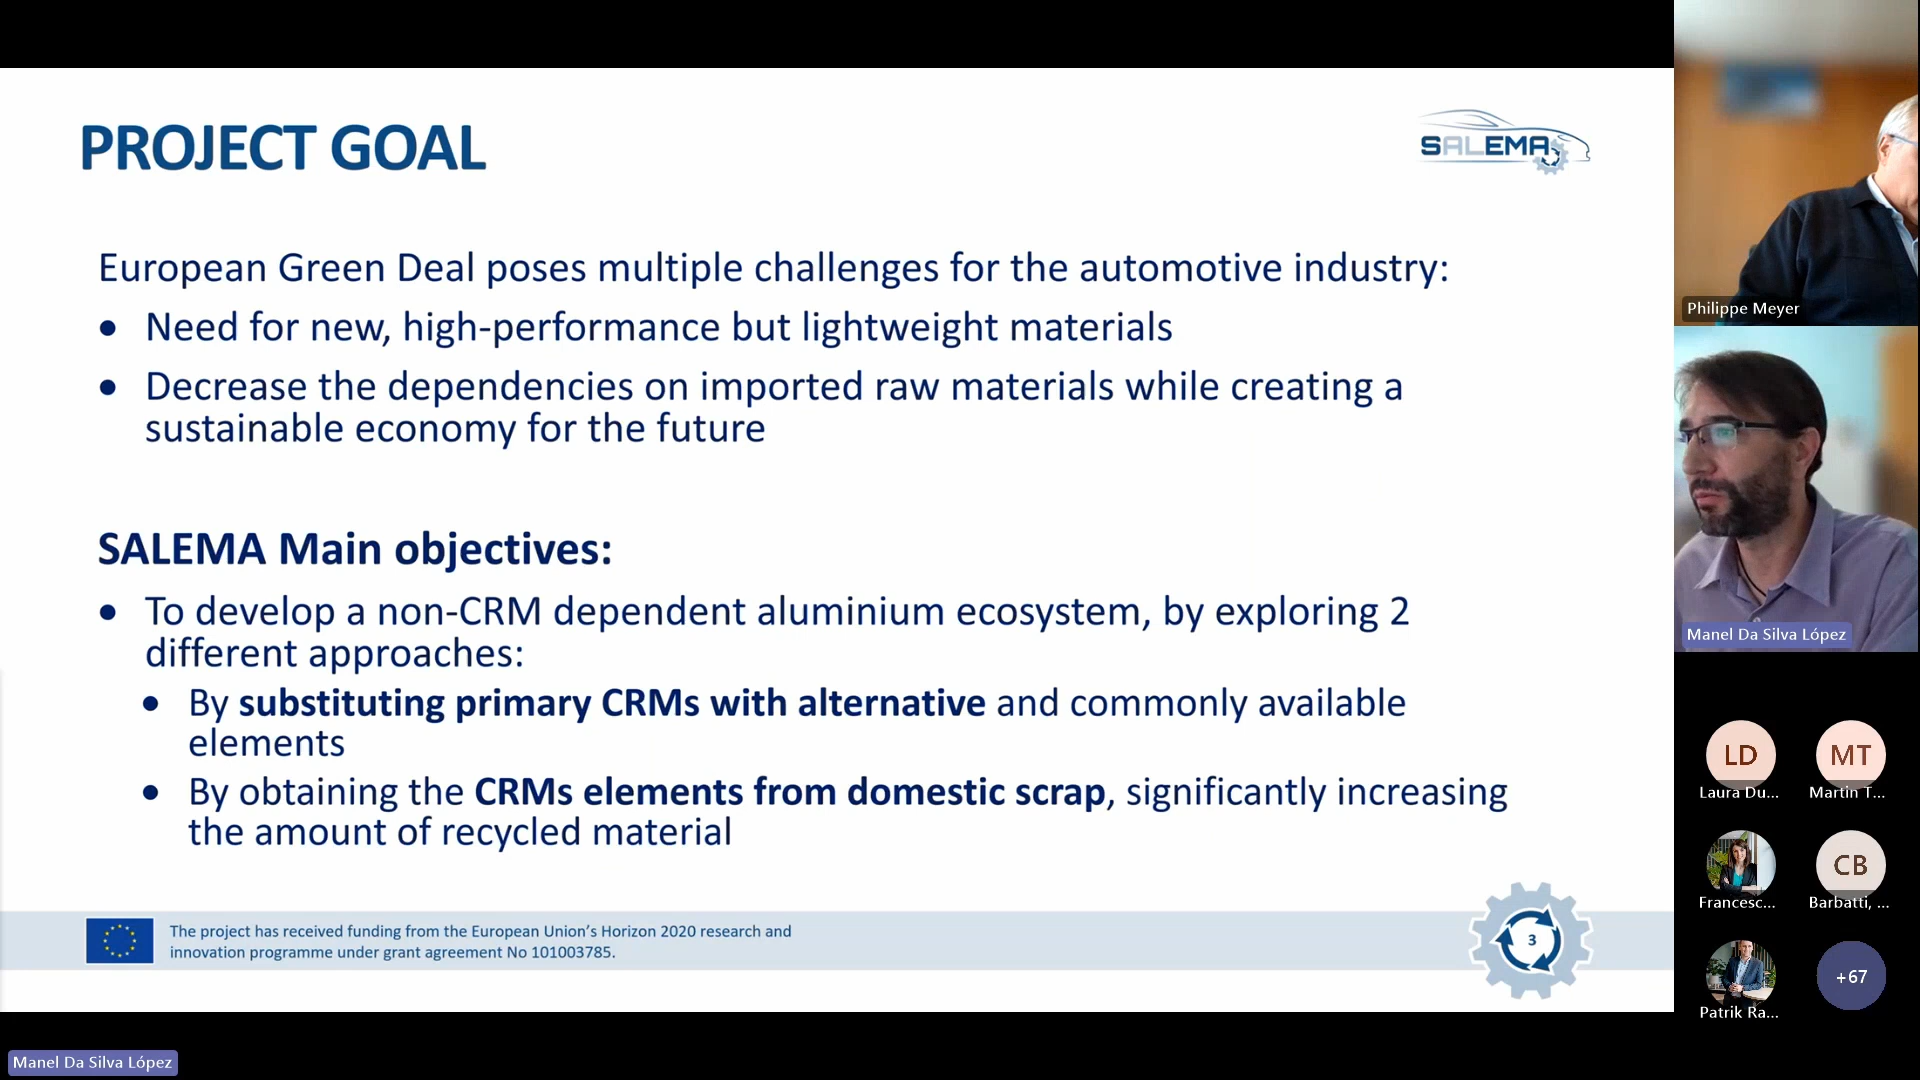 PROJECT GOAL
SALEMA
European Green Deal poses multiple challenges for the automotive industry:
• Need for new, high-performance but lightweight materials
• Decrease the dependencies on imported raw materials while creating a
sustainable economy for the future
SALEMA Main objectives:
• To develop a non-CRM dependent aluminium ecosystem, by exploring 2
different approaches:
• By substituting primary CRMs with alternative and commonly available
elements
• By obtaining the CRMs elements from domestic scrap, significantly increasing
the amount of recycled material
The project has received funding from the European Union’s Horizon 2020 research and
innovation programme under grant agreement No 101003785.
3
Manel Da Silva López
Philippe Meyer
Manel Da Silva López
LD
Laura Du...
MT
Martin T...
Francesc...
CB
Barbatti, ...
Patrik Ra...
+67